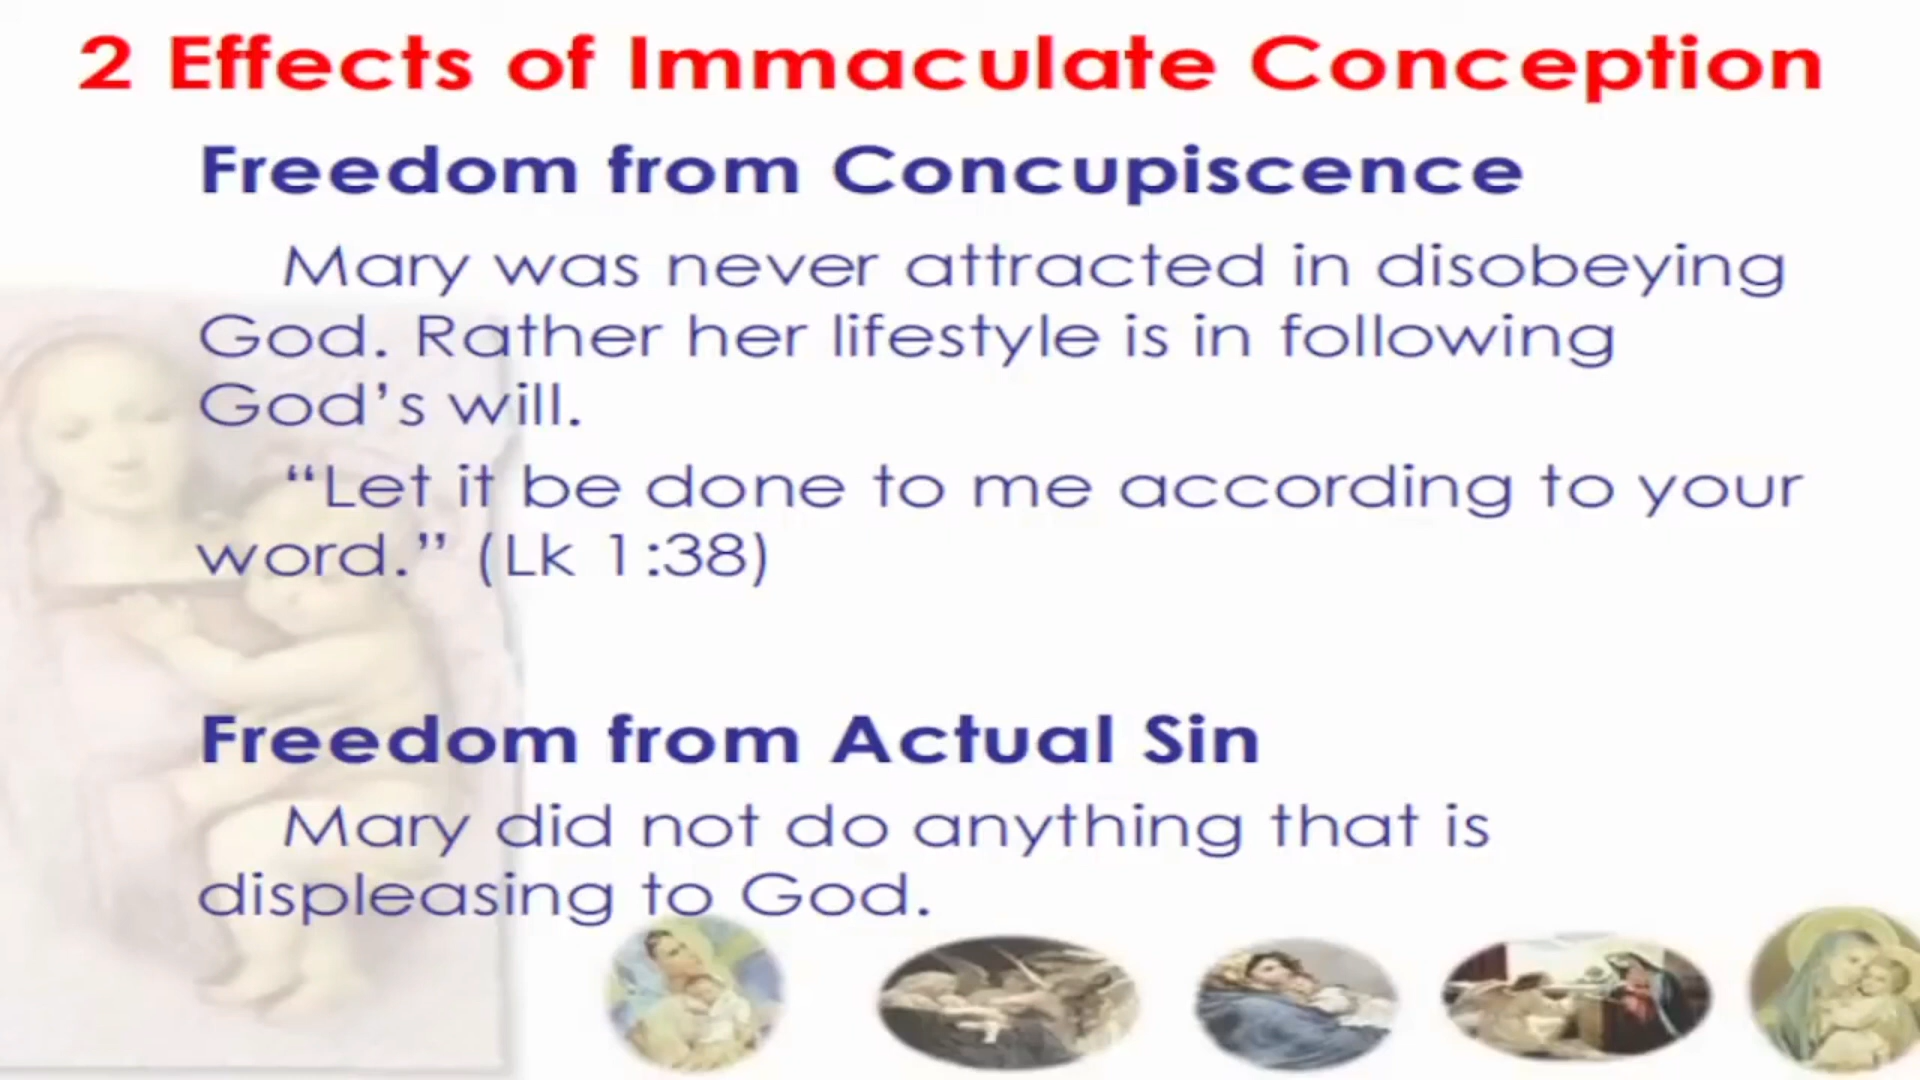 2 Effects of Immaculate Conception
Freedom from Concupiscence
Mary was never attracted in disobeying
God. Rather her lifestyle is in following
God’s will.
“Let it be done to me according to your
word.” (Lk 1:38)
Freedom from Actual Sin
Mary did not do anything that is
displeasing to God.